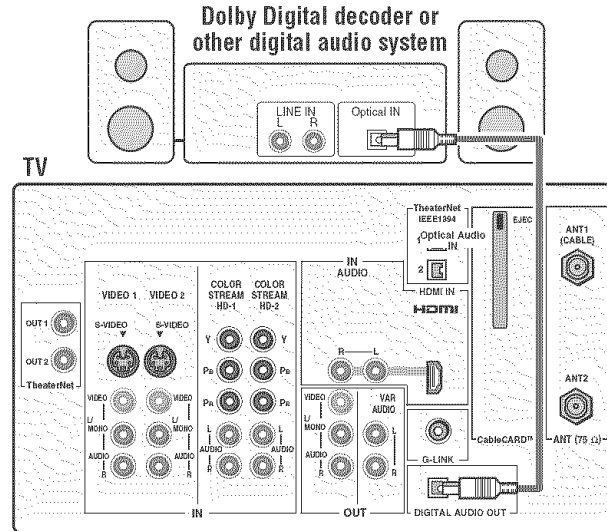 Dolby Digital decoder or
other digital audio system
LINE IN
L R
Optical IN
TV
TheaterNet
IEEE1394
1
Optical Audio
IN
2
EJEC
ANT1
(CABLE)
IN
AUDIO
HDMI IN
HDMI
R L
OUT 1
OUT 2
TheaterNet
VIDEO 1 VIDEO 2
S-VIDEO S-VIDEO
VIDEO VIDEO
L/ MONO L/ MONO
AUDIO AUDIO
R R
COLOR STREAM HD-1
COLOR STREAM HD-2
Y Y
PB PB
PR PR
L L
AUDIO AUDIO
R R
IN
VIDEO
L/ MONO
AUDIO
R
VAR AUDIO
L
R
OUT
G-LINK
CableCARD™
ANT2
ANT (75 Ω)
DIGITAL AUDIO OUT